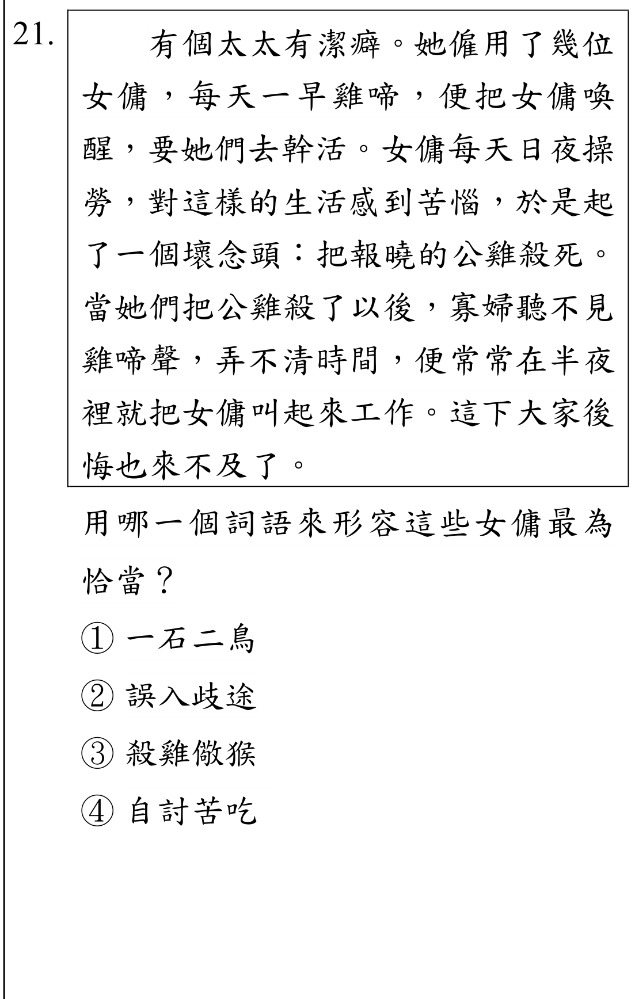 21.
有個太太有潔癖。她僱用了幾位
女傭，每天一早雞啼，便把女傭喚
醒，要她們去幹活。女傭每天日夜操
勞，對這樣的生活感到苦惱，於是起
了一個壞念頭：把報曉的公雞殺死。
當她們把公雞殺了以後，寡婦聽不見
雞啼聲，弄不清時間，便常常在半夜
裡就把女傭叫起來工作。這下大家後
悔也來不及了。
用哪一個詞語來形容這些女傭最為
恰當？
① 一石二鳥
② 誤入歧途
③ 殺雞儆猴
④ 自討苦吃